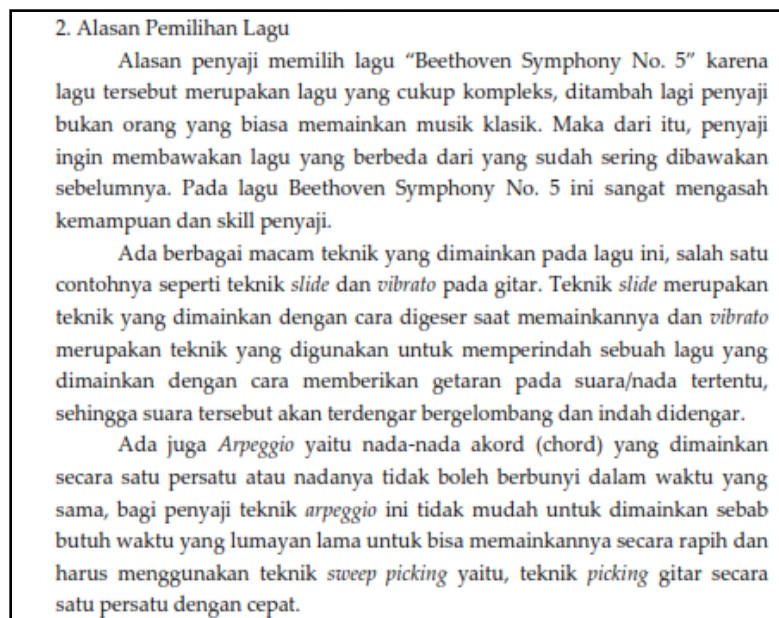 2. Alasan Pemilihan Lagu
Alasan penyaji memilih lagu “Beethoven Symphony No. 5” karena
lagu tersebut merupakan lagu yang cukup kompleks, ditambah lagi penyaji
bukan orang yang biasa memainkan musik klasik. Maka dari itu, penyaji
ingin membawakan lagu yang berbeda dari yang sudah sering dibawakan
sebelumnya. Pada lagu Beethoven Symphony No. 5 ini sangat mengasah
kemampuan dan skill penyaji.
Ada berbagai macam teknik yang dimainkan pada lagu ini, salah satu
contohnya seperti teknik slide dan vibrato pada gitar. Teknik slide merupakan
teknik yang dimainkan dengan cara digeser saat memainkannya dan vibrato
merupakan teknik yang digunakan untuk memperindah sebuah lagu yang
dimainkan dengan cara memberikan getaran pada suara/nada tertentu,
sehingga suara tersebut akan terdengar bergelombang dan indah didengar.
Ada juga Arpeggio yaitu nada-nada akord (chord) yang dimainkan
secara satu persatu atau nadanya tidak boleh berbunyi dalam waktu yang
sama, bagi penyaji teknik arpeggio ini tidak mudah untuk dimainkan sebab
butuh waktu yang lumayan lama untuk bisa memainkannya secara rapih dan
harus menggunakan teknik sweep picking yaitu, teknik picking gitar secara
satu persatu dengan cepat.